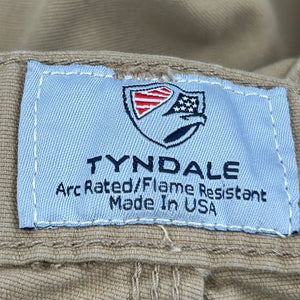 TYNDALE
Arc Rated/Flame Resistant
Made In USA